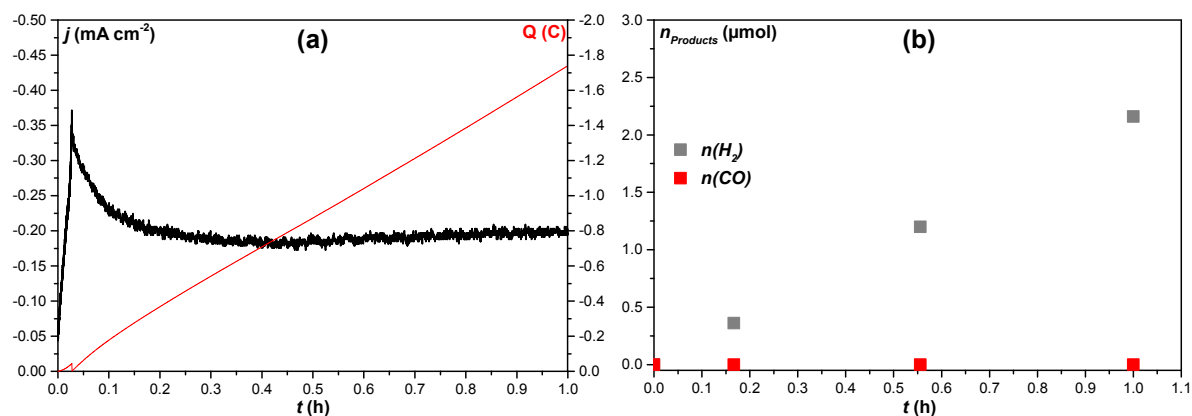 j (mA cm⁻²)
(a)
Q (C)
-0.50
-0.45
-0.40
-0.35
-0.30
-0.25
-0.20
-0.15
-0.10
-0.05
0.00
-2.0
-1.8
-1.6
-1.4
-1.2
-1.0
-0.8
-0.6
-0.4
-0.2
0.0
0.0 0.1 0.2 0.3 0.4 0.5 0.6 0.7 0.8 0.9 1.0
t (h)
n_Products (µmol)
(b)
3.0
2.5
2.0
1.5
1.0
0.5
0.0
n(H₂)
n(CO)
0.0 0.1 0.2 0.3 0.4 0.5 0.6 0.7 0.8 0.9 1.0 1.1
t (h)